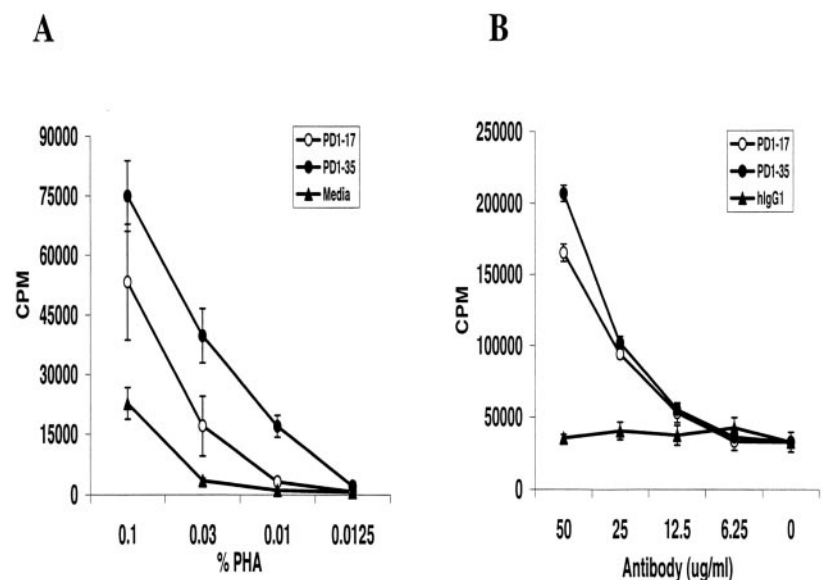 A
90000
75000
60000
45000
30000
15000
0
CPM
0.1 0.03 0.01 0.0125
% PHA
PD1-17
PD1-35
Media
B
250000
200000
150000
100000
50000
0
CPM
50 25 12.5 6.25 0
Antibody (ug/ml)
PD1-17
PD1-35
hIgG1